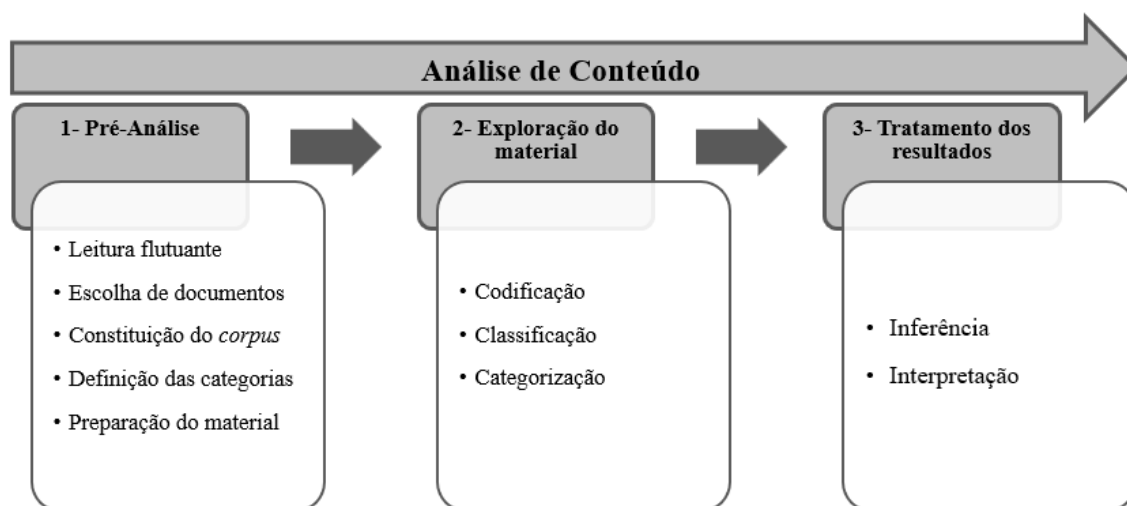 Análise de Conteúdo
1- Pré-Análise
• Leitura flutuante
• Escolha de documentos
• Constituição do corpus
• Definição das categorias
• Preparação do material
2- Exploração do
material
• Codificação
• Classificação
• Categorização
3- Tratamento dos
resultados
• Inferência
• Interpretação